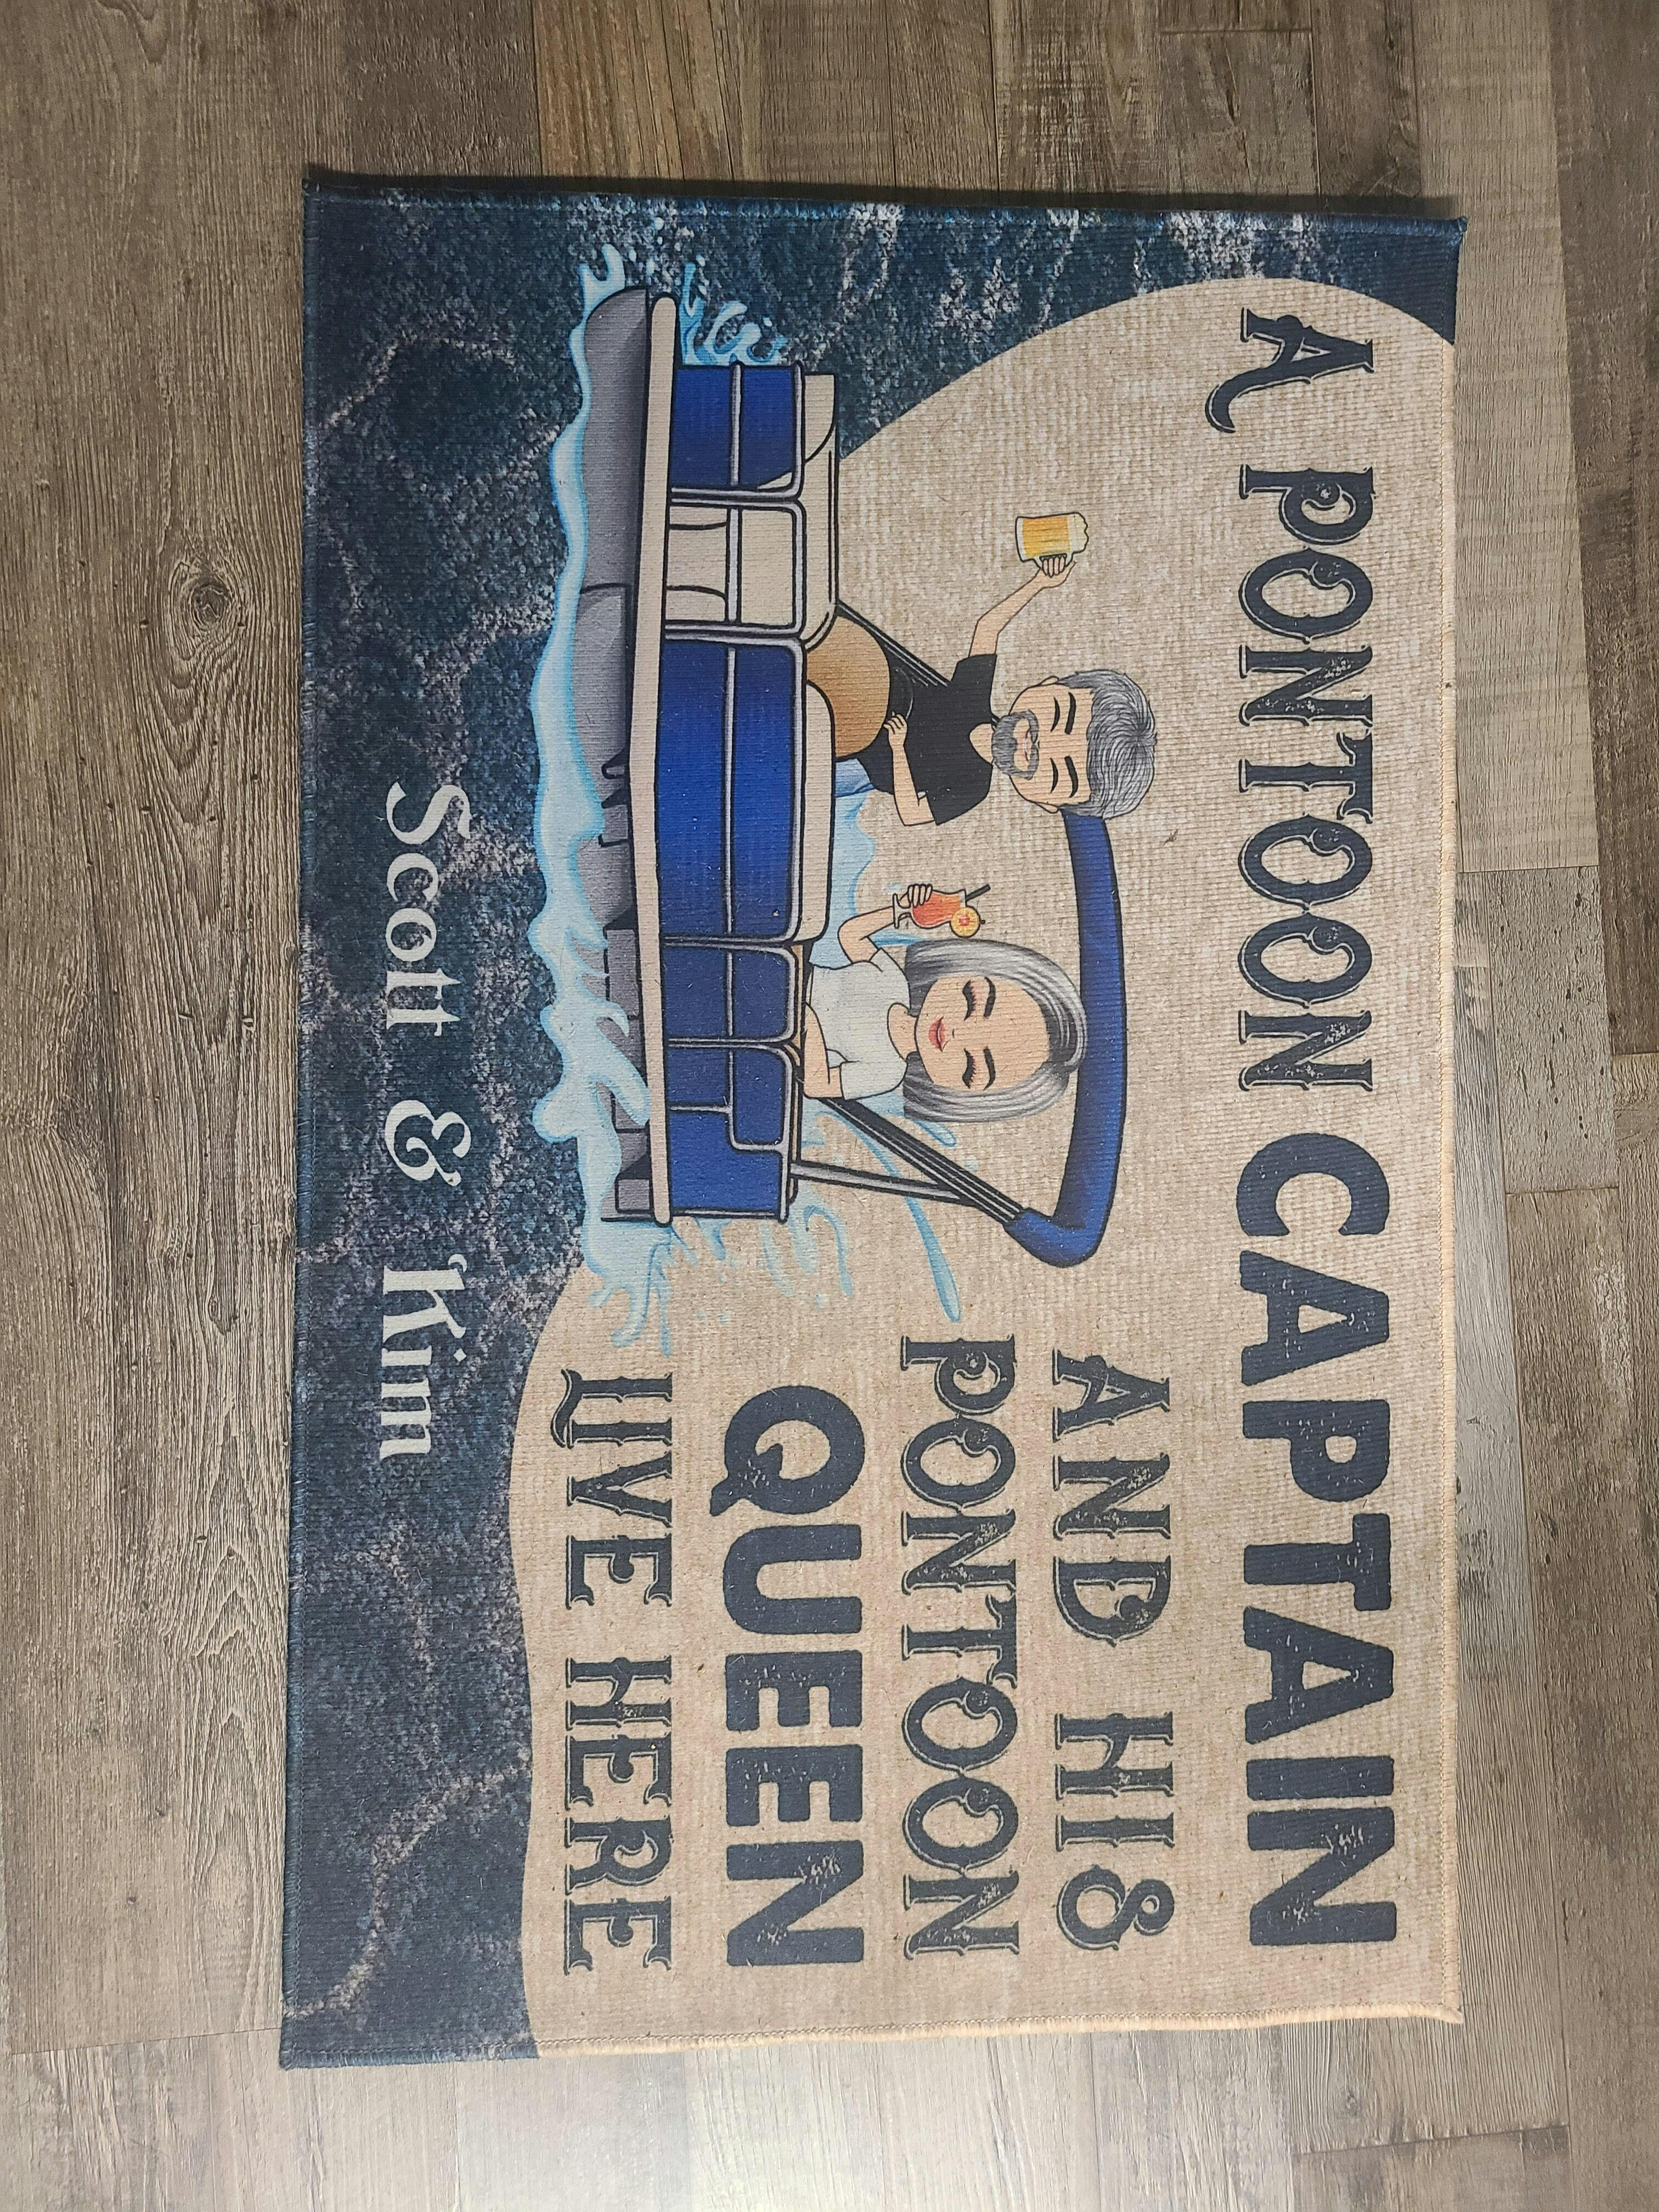 A PONTOON CAPTAIN
AND HIS
PONTOON
QUEEN
LIVE HERE
Scott & Kim